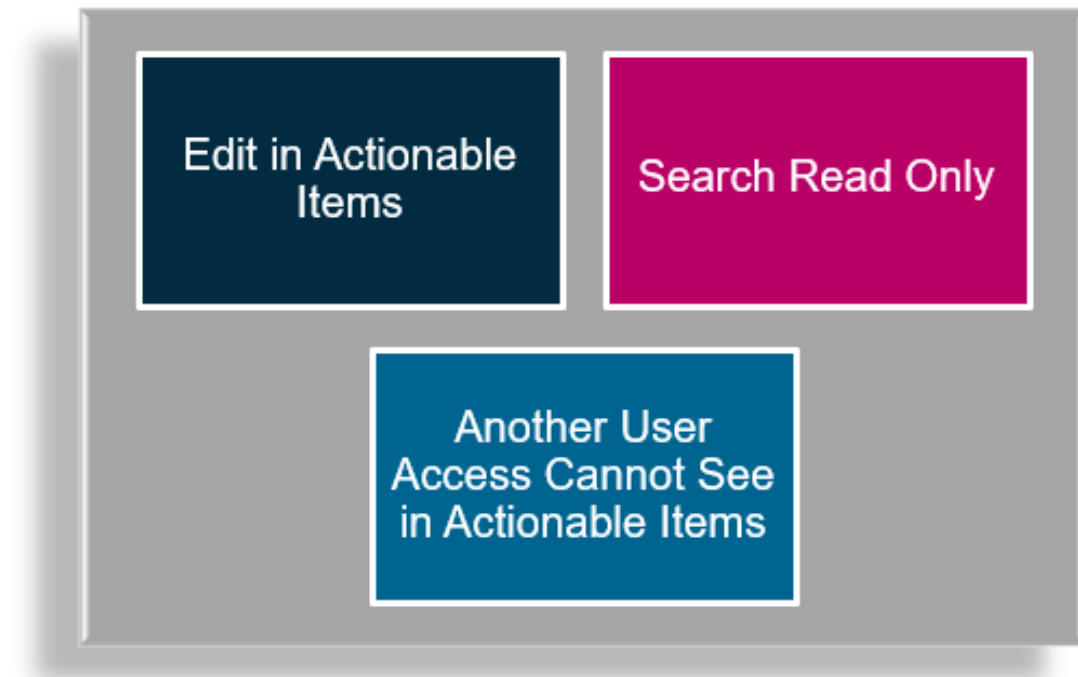 Edit in Actionable
Items
Search Read Only
Another User
Access Cannot See
in Actionable Items